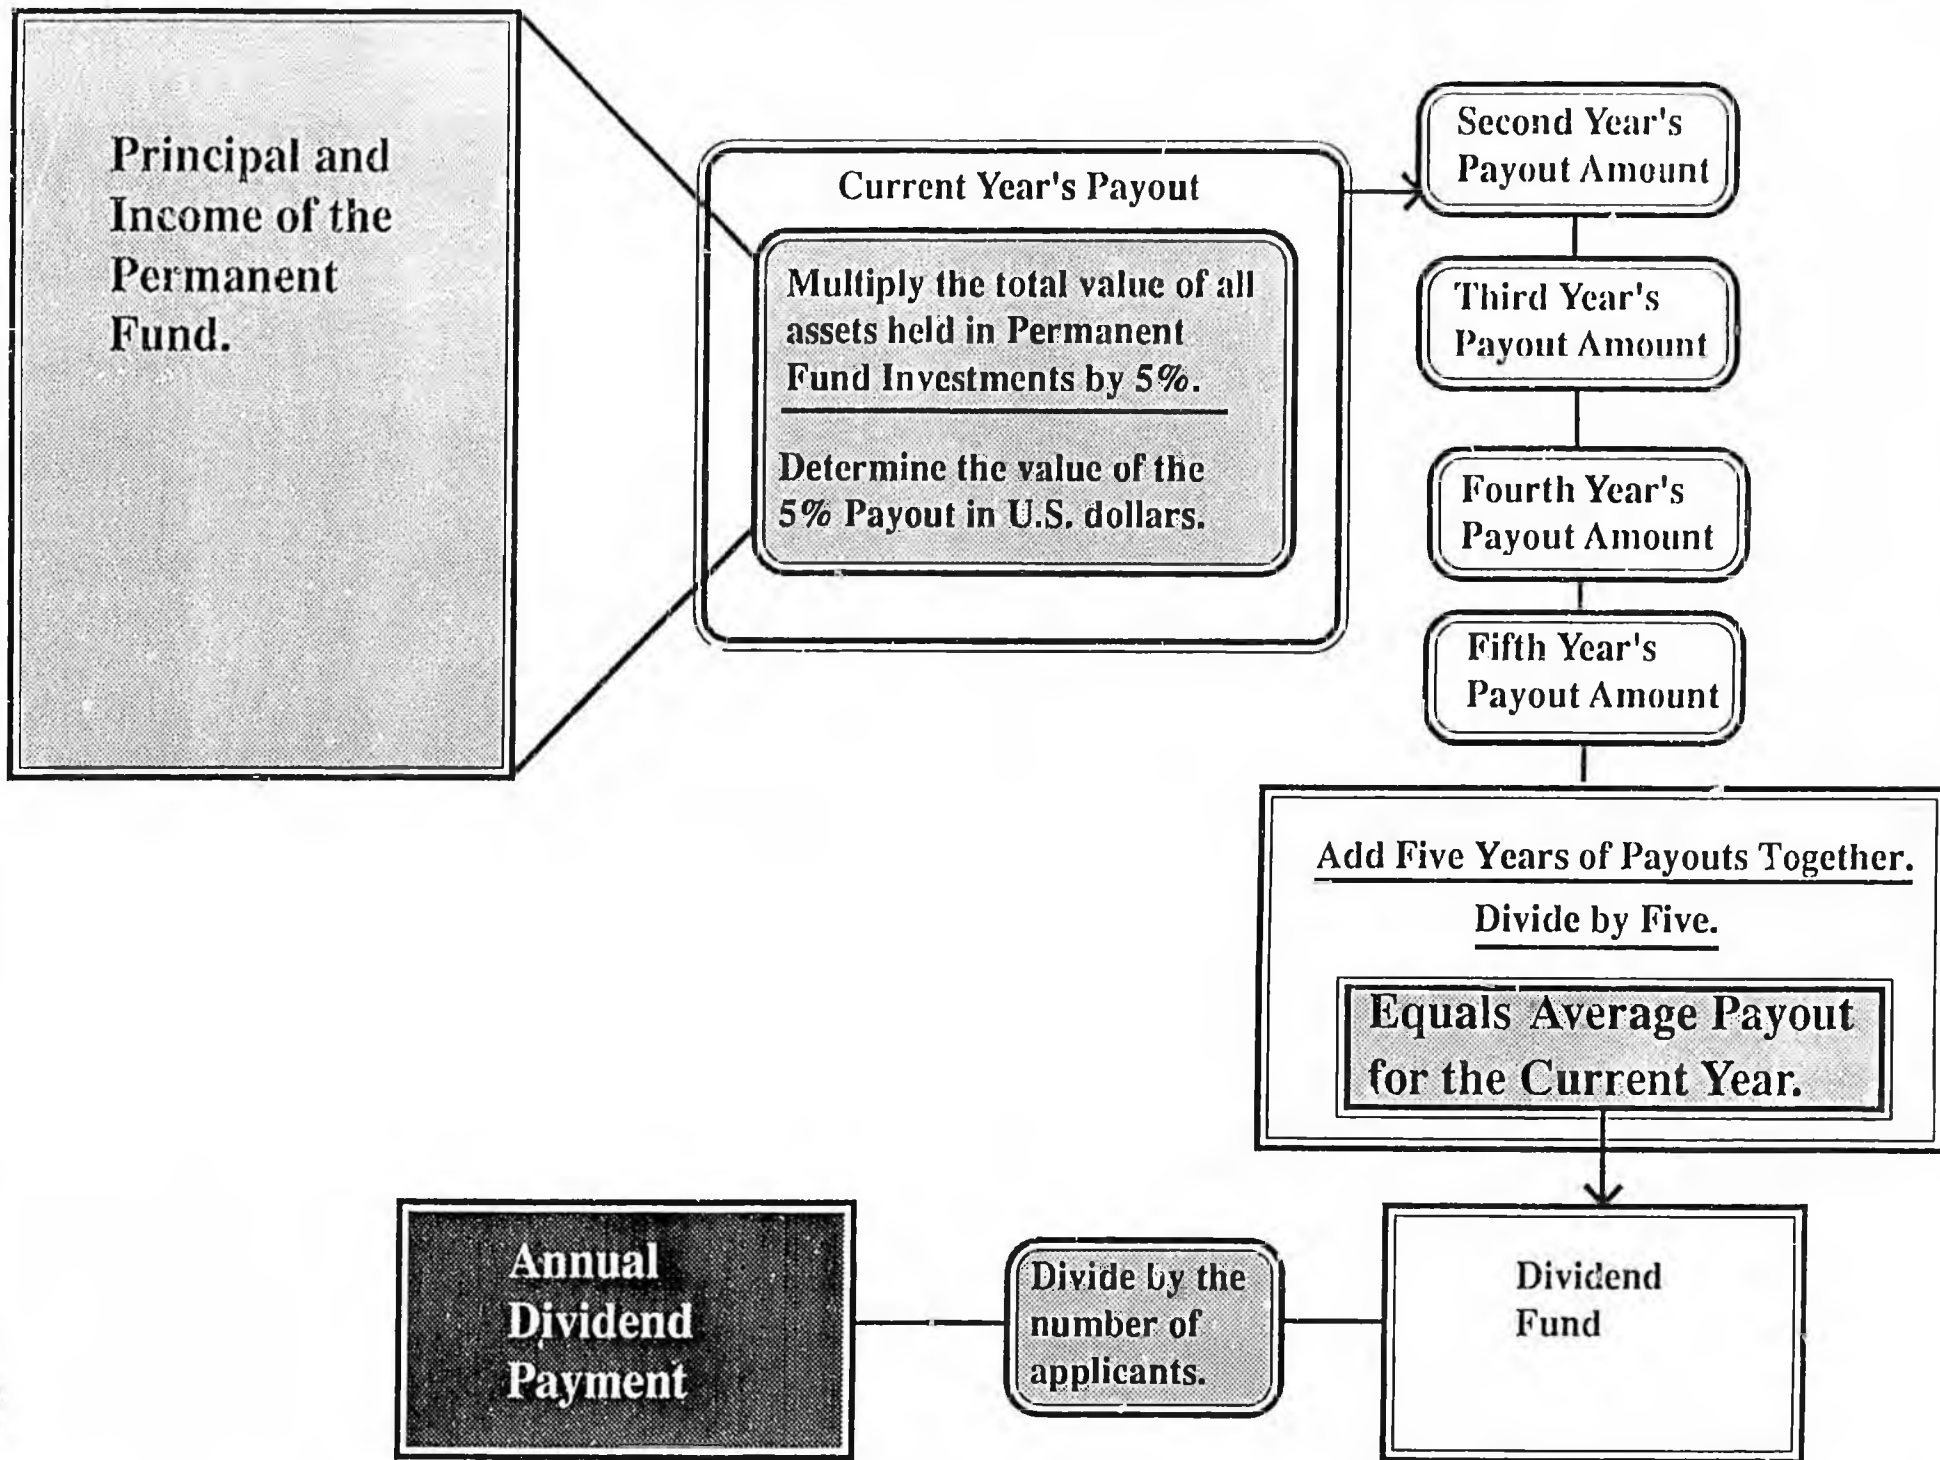 Principal and
Income of the
Permanent
Fund.
Current Year's Payout
Multiply the total value of all
assets held in Permanent
Fund Investments by 5%.
Determine the value of the
5% Payout in U.S. dollars.
Second Year's
Payout Amount
Third Year's
Payout Amount
Fourth Year's
Payout Amount
Fifth Year's
Payout Amount
Add Five Years of Payouts Together.
Divide by Five.
Equals Average Payout
for the Current Year.
Dividend
Fund
Divide by the
number of
applicants.
Annual
Dividend
Payment